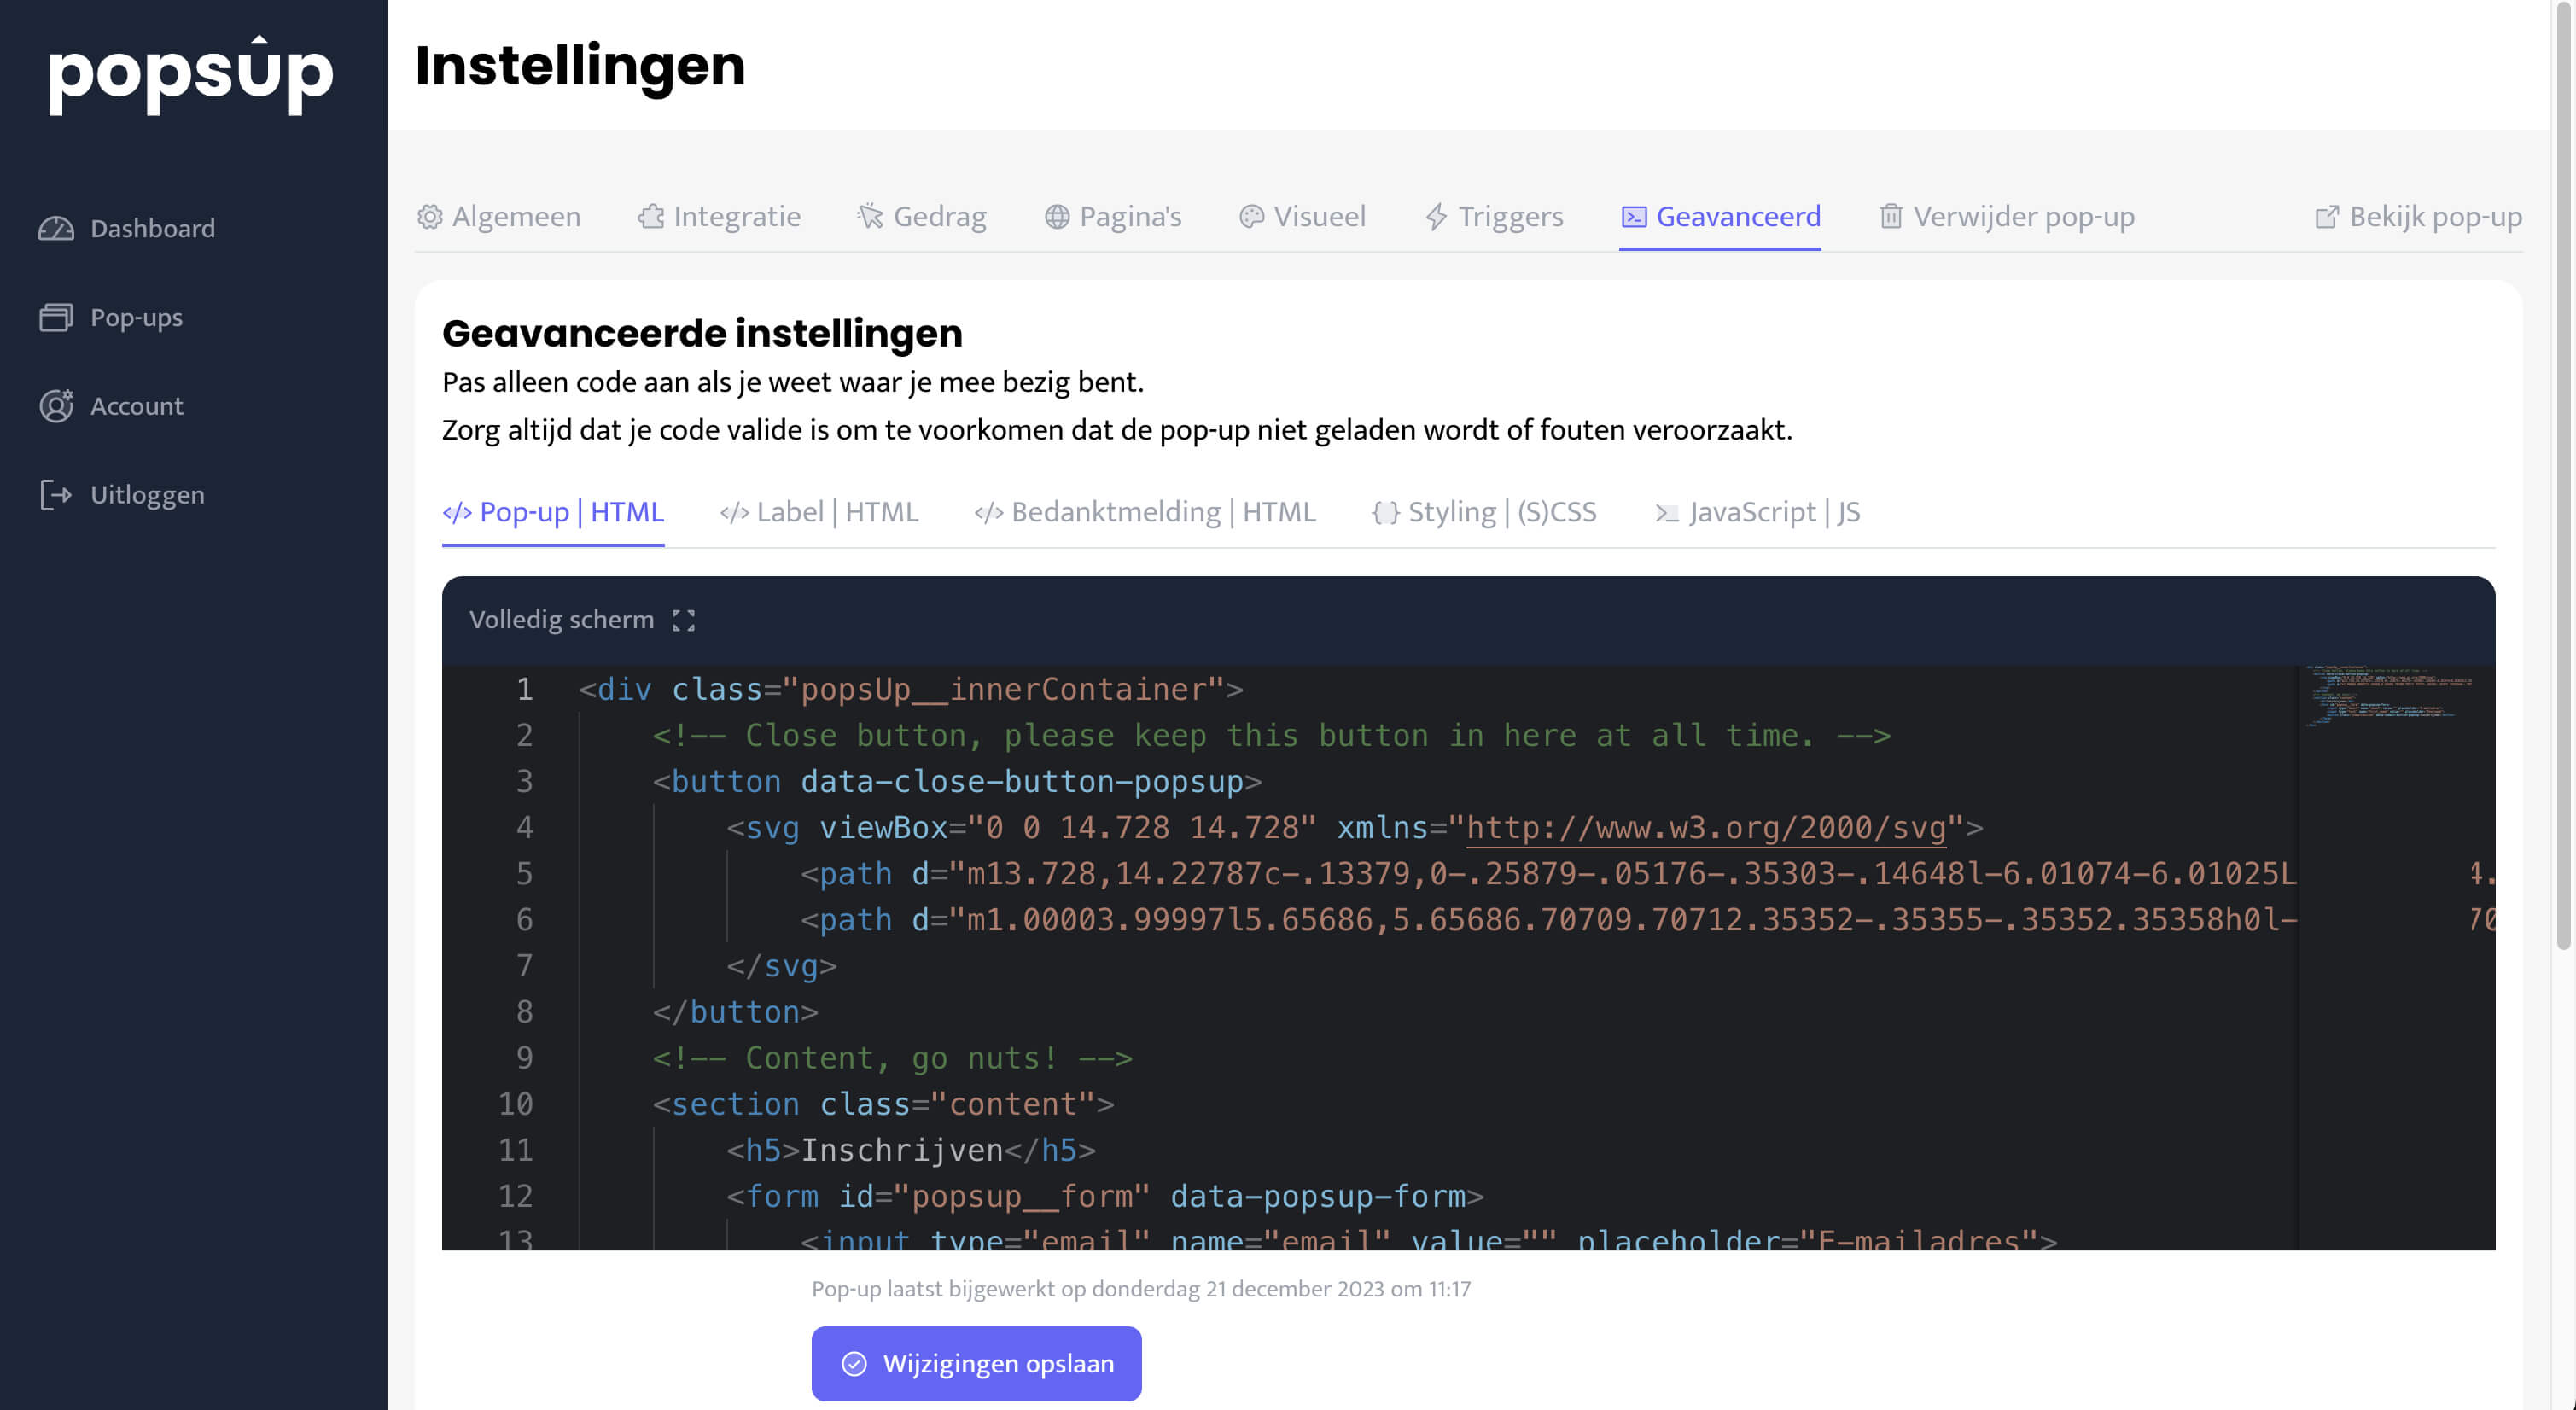 popsup
Instellingen
Dashboard
Pop-ups
Account
Uitloggen
Algemeen
Integratie
Gedrag
Pagina's
Visueel
Triggers
Geavanceerd
Verwijder pop-up
Bekijk pop-up
Geavanceerde instellingen
Pas alleen code aan als je weet waar je mee bezig bent.
Zorg altijd dat je code valide is om te voorkomen dat de pop-up niet geladen wordt of fouten veroorzaakt.
</> Pop-up | HTML
</> Label | HTML
</> Bedanktmelding | HTML
{} Styling | (S)CSS
>_ JavaScript | JS
Volledig scherm
1 <div class="popsUp__innerContainer">
2 <!-- Close button, please keep this button in here at all time. -->
3 <button data-close-button-popsup>
4 <svg viewBox="0 0 14.728 14.728" xmlns="http://www.w3.org/2000/svg">
5 <path d="m13.728,14.22787c-.13379,0-.25879-.05176-.35303-.14648l-6.01074-6.01025L 4.
6 <path d="m1.00003.99997l5.65686,5.65686.70709.70712.35352-.35355-.35352.35358h0l- 70
7 </svg>
8 </button>
9 <!-- Content, go nuts! -->
10 <section class="content">
11 <h5>Inschrijven</h5>
12 <form id="popsup__form" data-popsup-form>
13 <input type="email" name="email" value="" placeholder="E-mailadres">
Pop-up laatst bijgewerkt op donderdag 21 december 2023 om 11:17
Wijzigingen opslaan